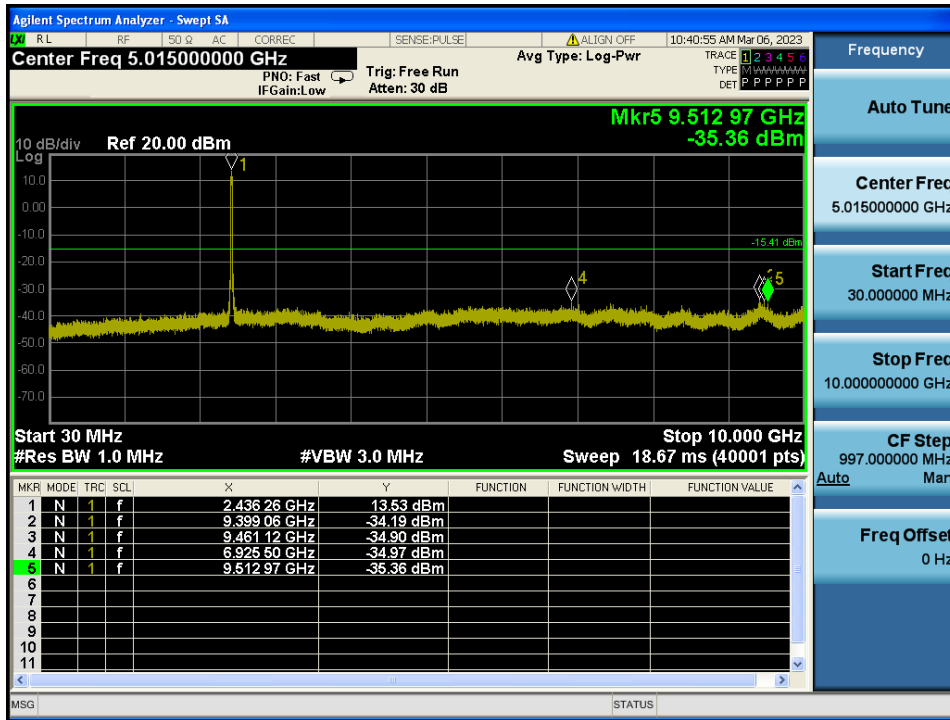 Agilent Spectrum Analyzer - Swept SA
LXI RL RF 50 Ω AC CORREC SENSE:PULSE ALIGN OFF 10:40:55 AM Mar 06, 2023
Center Freq 5.015000000 GHz
PNO: Fast
IFGain:Low
Trig: Free Run
Atten: 30 dB
Avg Type: Log-Pwr
TRACE 1 2 3 4 5 6
TYPE M
DET P P P P P P
Mkr5 9.512 97 GHz
-35.36 dBm
10 dB/div Ref 20.00 dBm
Log
10.0
0.00
-10.0
-20.0
-30.0
-40.0
-50.0
-60.0
-70.0
1
4
5
-15.41 dBm
Start 30 MHz Stop 10.000 GHz
#Res BW 1.0 MHz #VBW 3.0 MHz Sweep 18.67 ms (40001 pts)
MKR MODE TRC SCL X Y FUNCTION FUNCTION WIDTH FUNCTION VALUE
1 N 1 f 2.436 26 GHz 13.53 dBm
2 N 1 f 9.399 06 GHz -34.19 dBm
3 N 1 f 9.461 12 GHz -34.90 dBm
4 N 1 f 6.925 50 GHz -34.97 dBm
5 N 1 f 9.512 97 GHz -35.36 dBm
6
7
8
9
10
11
MSG STATUS
Frequency
Auto Tune
Center Freq
5.015000000 GHz
Start Freq
30.000000 MHz
Stop Freq
10.000000000 GHz
CF Step
997.000000 MHz
Auto Man
Freq Offset
0 Hz